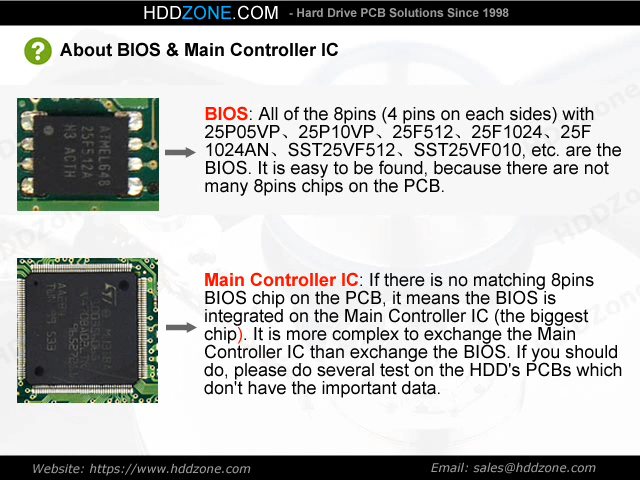 HDDZONE.COM - Hard Drive PCB Solutions Since 1998
? About BIOS & Main Controller IC
ATMEL648
25F512A
N3 ACTH
BIOS: All of the 8pins (4 pins on each sides) with
25P05VP、25P10VP、25F512、25F1024、25F
1024AN、SST25VF512、SST25VF010, etc. are the
BIOS. It is easy to be found, because there are not
many 8pins chips on the PCB.
Main Controller IC: If there is no matching 8pins
BIOS chip on the PCB, it means the BIOS is
integrated on the Main Controller IC (the biggest
chip). It is more complex to exchange the Main
Controller IC than exchange the BIOS. If you should
do, please do several test on the HDD's PCBs which
don't have the important data.
Website: https://www.hddzone.com Email: sales@hddzone.com